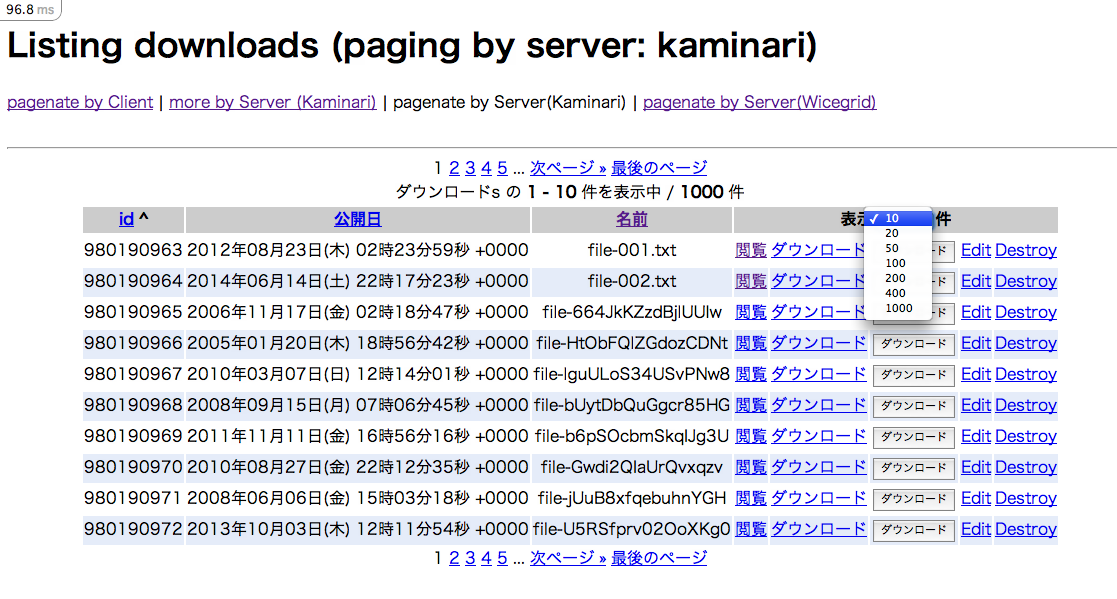 96.8 ms
Listing downloads (paging by server: kaminari)
pagenate by Client | more by Server (Kaminari) | pagenate by Server(Kaminari) | pagenate by Server(Wicegrid)
1 2 3 4 5 ... 次ページ » 最後のページ
ダウンロードs の 1 - 10 件を表示中 / 1000 件
id ^ 公開日 名前 表示 ✓ 10 件
20
50
100
200
400
1000
980190963 2012年08月23日(木) 02時23分59秒 +0000 file-001.txt 閲覧 ダウンロード ード Edit Destroy
980190964 2014年06月14日(土) 22時17分23秒 +0000 file-002.txt 閲覧 ダウンロード ード Edit Destroy
980190965 2006年11月17日(金) 02時18分47秒 +0000 file-664JkKZzdBjlUUlw 閲覧 ダウンロード ード Edit Destroy
980190966 2005年01月20日(木) 18時56分42秒 +0000 file-HtObFQlZGdozCDNt 閲覧 ダウンロード ダウンロード Edit Destroy
980190967 2010年03月07日(日) 12時14分01秒 +0000 file-lguULoS34USvPNw8 閲覧 ダウンロード ダウンロード Edit Destroy
980190968 2008年09月15日(月) 07時06分45秒 +0000 file-bUytDbQuGgcr85HG 閲覧 ダウンロード ダウンロード Edit Destroy
980190969 2011年11月11日(金) 16時56分16秒 +0000 file-b6pSOcbmSkqlJg3U 閲覧 ダウンロード ダウンロード Edit Destroy
980190970 2010年08月27日(金) 22時12分35秒 +0000 file-Gwdi2QlaUrQvxqzv 閲覧 ダウンロード ダウンロード Edit Destroy
980190971 2008年06月06日(金) 15時03分18秒 +0000 file-jUuB8xfqebuhnYGH 閲覧 ダウンロード ダウンロード Edit Destroy
980190972 2013年10月03日(木) 12時11分54秒 +0000 file-U5RSfprv02OoXKg0 閲覧 ダウンロード ダウンロード Edit Destroy
1 2 3 4 5 ... 次ページ » 最後のページ